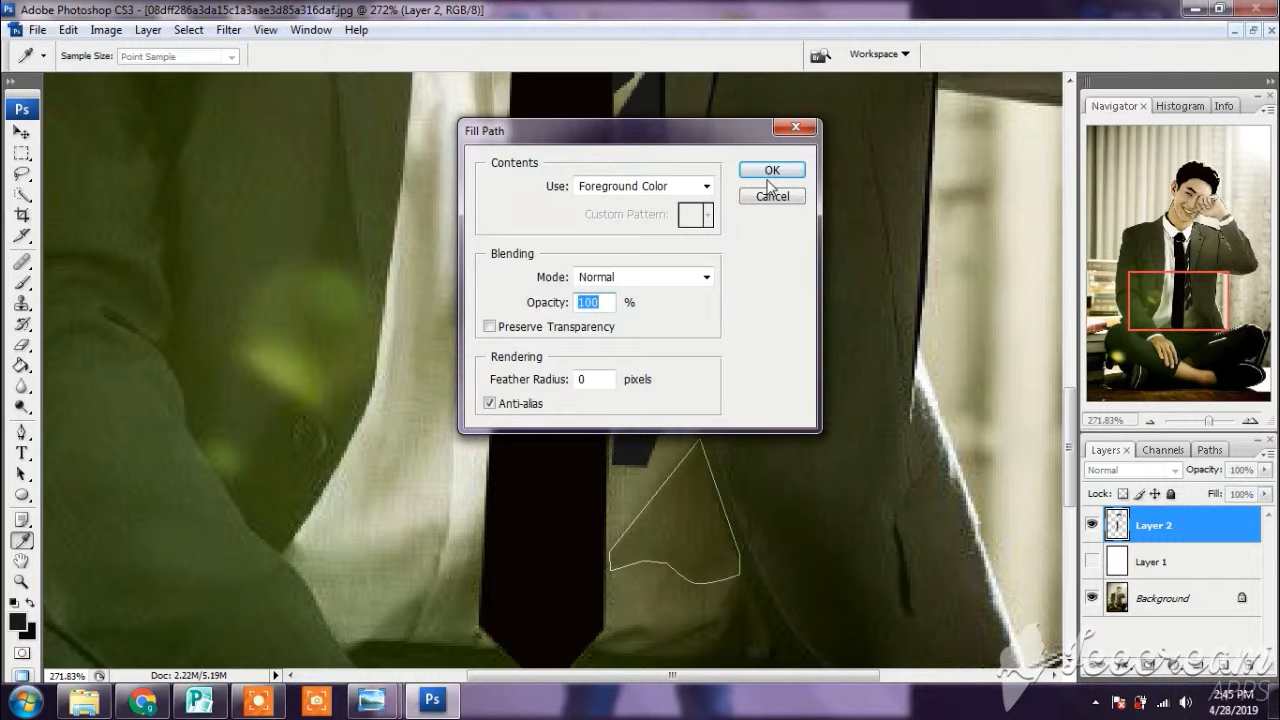 Adobe Photoshop CS3 - [08dff286a3da15c1a3aae3d85a316daf.jpg @ 272% (Layer 2, RGB/8)]
File Edit Image Layer Select Filter View Window Help
Sample Size: Point Sample
Workspace
Ps
Navigator Histogram Info
Fill Path
Contents
Use: Foreground Color
Custom Pattern:
OK
Cancel
Blending
Mode: Normal
Opacity: 100 %
Preserve Transparency
Rendering
Feather Radius: 0 pixels
Anti-alias
271.83%
Layers Channels Paths
Normal Opacity: 100%
Lock: Fill: 100%
Layer 2
Layer 1
Background
271.83% Doc: 2.22M/5.19M
Icecream
APPS
2:45 PM
4/28/2019